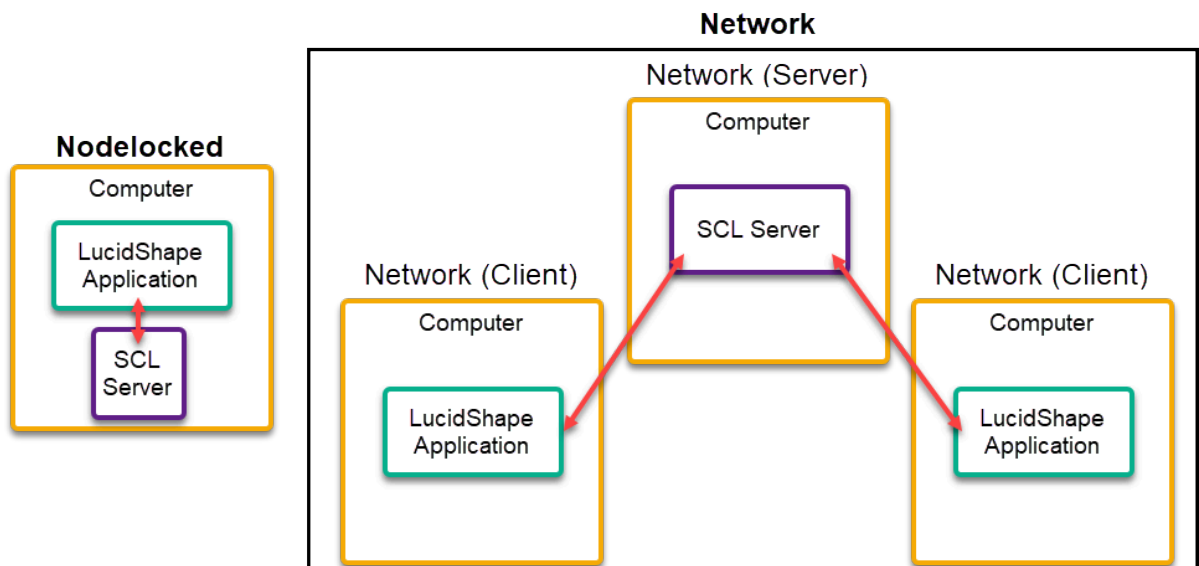 Nodelocked
Computer
LucidShape
Application
SCL
Server
Network
Network (Server)
Computer
SCL Server
Network (Client)
Computer
LucidShape
Application
Network (Client)
Computer
LucidShape
Application